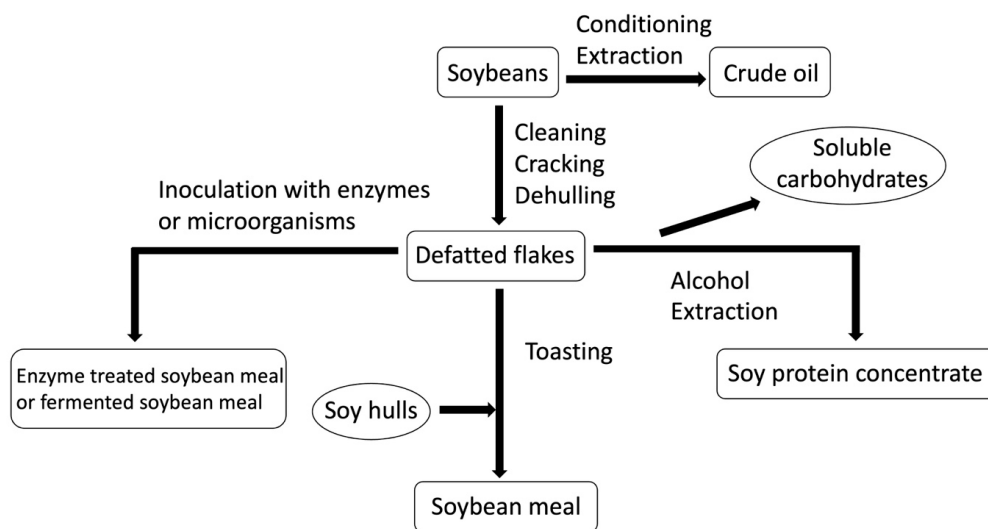 Conditioning
Extraction
Soybeans
Crude oil
Cleaning
Cracking
Dehulling
Soluble
carbohydrates
Inoculation with enzymes
or microorganisms
Defatted flakes
Alcohol
Extraction
Toasting
Enzyme treated soybean meal
or fermented soybean meal
Soy protein concentrate
Soy hulls
Soybean meal